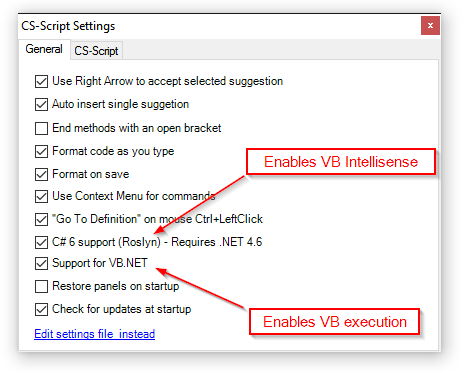 CS-Script Settings
x
General
CS-Script
Use Right Arrow to accept selected suggestion
Auto insert single suggetion
End methods with an open bracket
Format code as you type
Enables VB Intellisense
Format on save
Use Context Menu for commands
"Go To Definition" on mouse Ctrl+LeftClick
C# 6 support (Roslyn) - Requires .NET 4.6
Support for VB.NET
Restore panels on startup
Check for updates at startup
Enables VB execution
Edit settings file instead